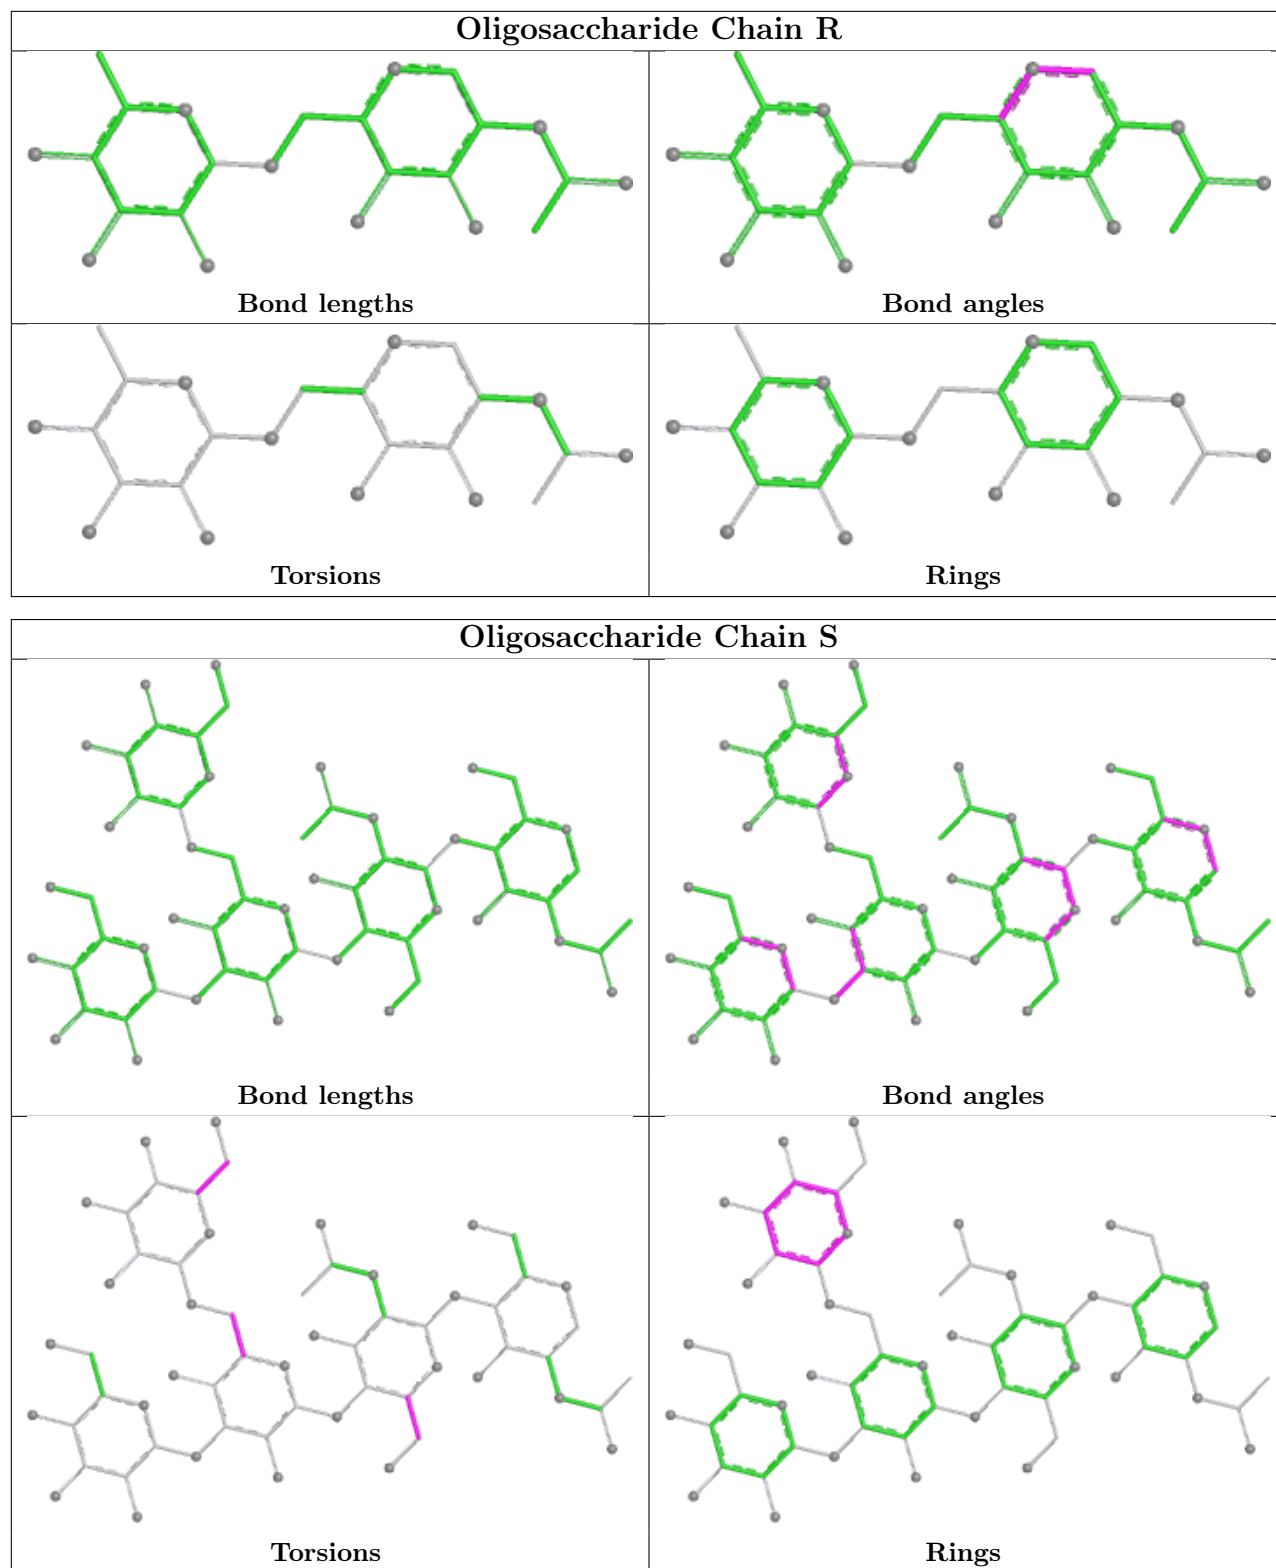 Oligosaccharide Chain R
Bond lengths
Bond angles
Torsions
Rings
Oligosaccharide Chain S
Bond lengths
Bond angles
Torsions
Rings